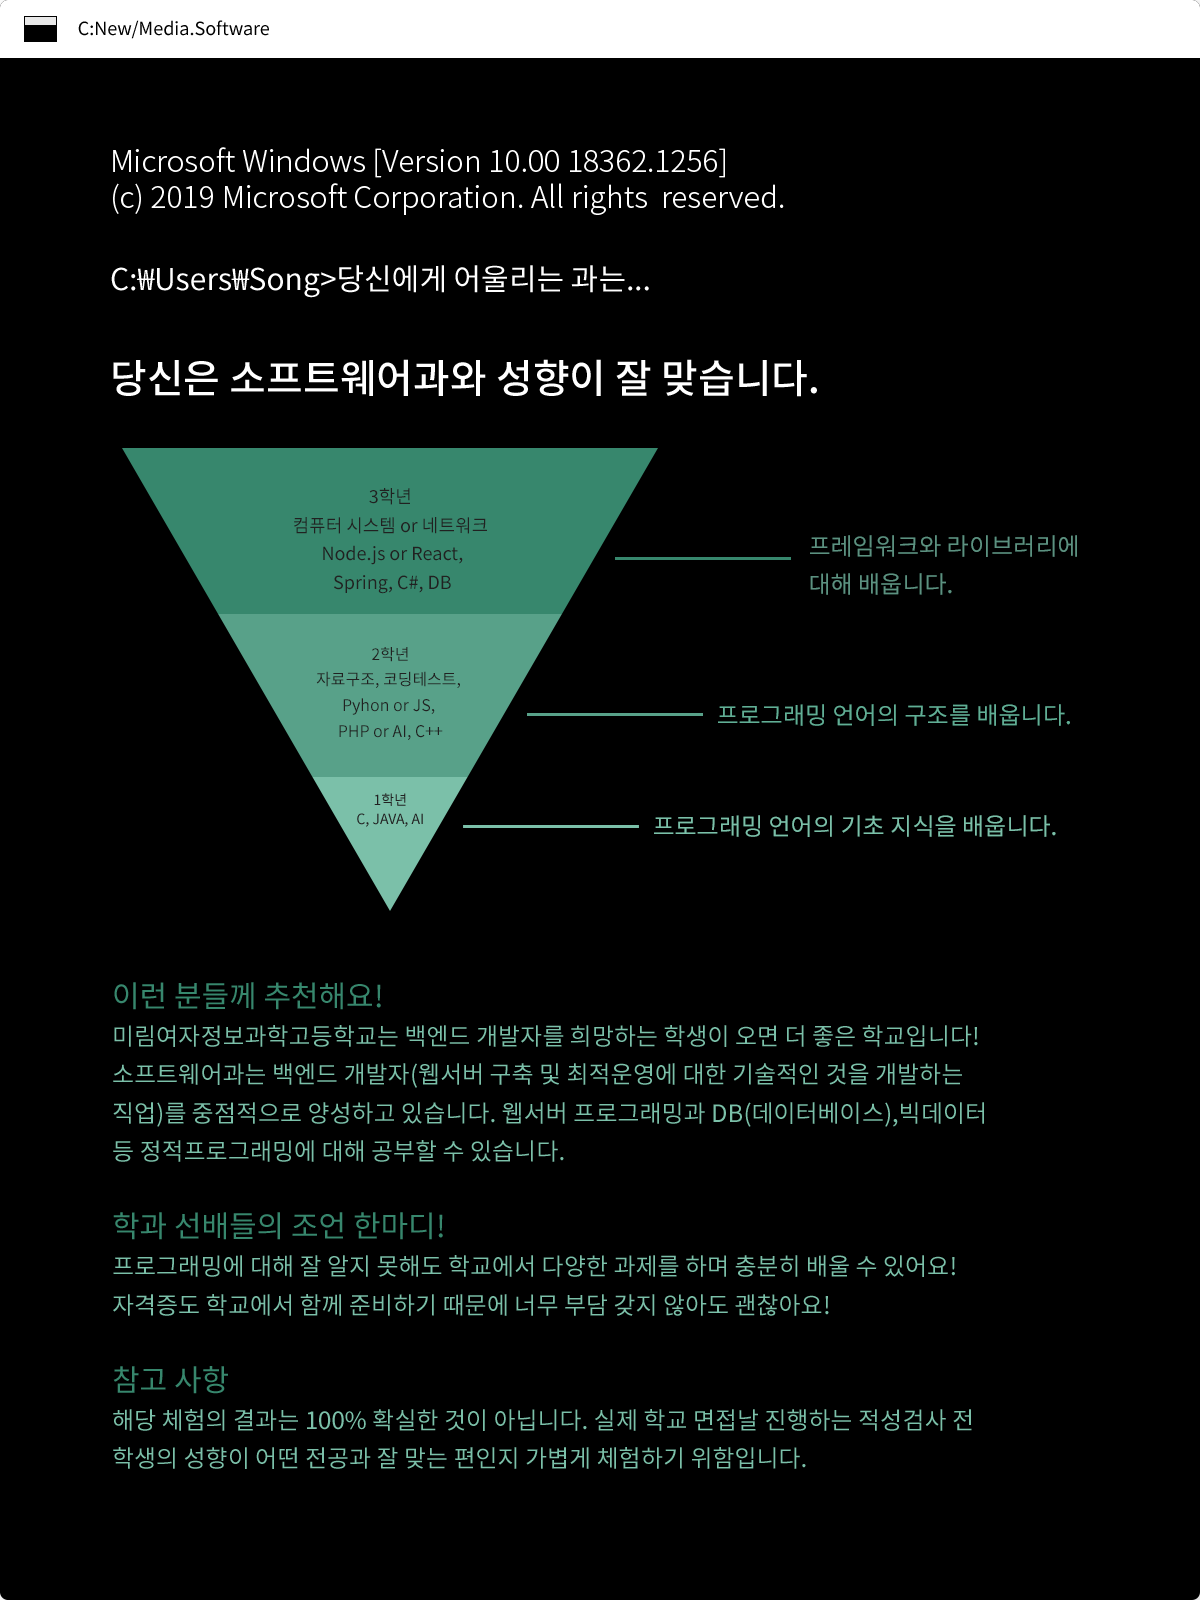 C:New/Media.Software
Microsoft Windows [Version 10.00 18362.1256]
(c) 2019 Microsoft Corporation. All rights  reserved.
C:₩Users₩Song>당신에게 어울리는 과는...
당신은 소프트웨어과와 성향이 잘 맞습니다.
3학년
컴퓨터 시스템 or 네트워크
Node.js or React,
Spring, C#, DB
프레임워크와 라이브러리에
대해 배웁니다.
2학년
자료구조, 코딩테스트,
Pyhon or JS,
PHP or AI, C++
프로그래밍 언어의 구조를 배웁니다.
1학년
C, JAVA, AI
프로그래밍 언어의 기초 지식을 배웁니다.
이런 분들께 추천해요!
미림여자정보과학고등학교는 백엔드 개발자를 희망하는 학생이 오면 더 좋은 학교입니다!
소프트웨어과는 백엔드 개발자(웹서버 구축 및 최적운영에 대한 기술적인 것을 개발하는
직업)를 중점적으로 양성하고 있습니다. 웹서버 프로그래밍과 DB(데이터베이스),빅데이터
등 정적프로그래밍에 대해 공부할 수 있습니다.
학과 선배들의 조언 한마디!
프로그래밍에 대해 잘 알지 못해도 학교에서 다양한 과제를 하며 충분히 배울 수 있어요!
자격증도 학교에서 함께 준비하기 때문에 너무 부담 갖지 않아도 괜찮아요!
참고 사항
해당 체험의 결과는 100% 확실한 것이 아닙니다. 실제 학교 면접날 진행하는 적성검사 전
학생의 성향이 어떤 전공과 잘 맞는 편인지 가볍게 체험하기 위함입니다.